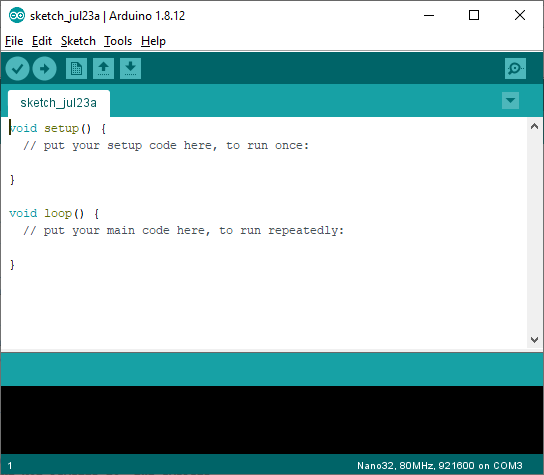 sketch_jul23a | Arduino 1.8.12
File Edit Sketch Tools Help
sketch_jul23a
void setup() {
  // put your setup code here, to run once:
}
void loop() {
  // put your main code here, to run repeatedly:
}
1
Nano32, 80MHz, 921600 on COM3